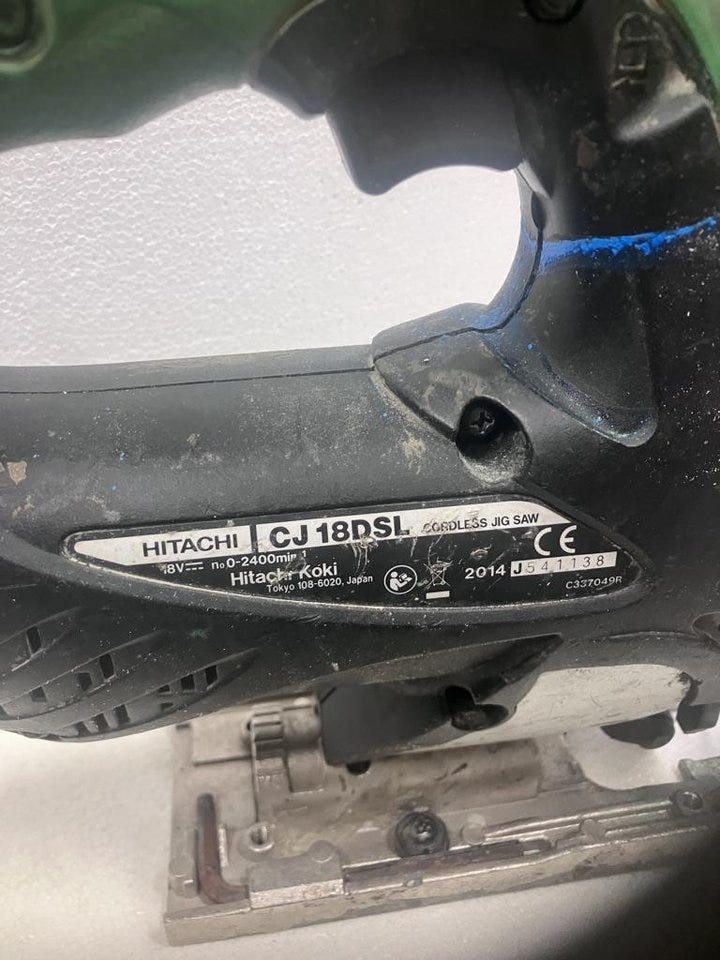 HITACHI CJ 18DSL CORDLESS JIG SAW
18V⎓ n₀0-2400min⁻¹
Hitachi Koki
Tokyo 108-6020, Japan
CE
2014 J541138
C337049R